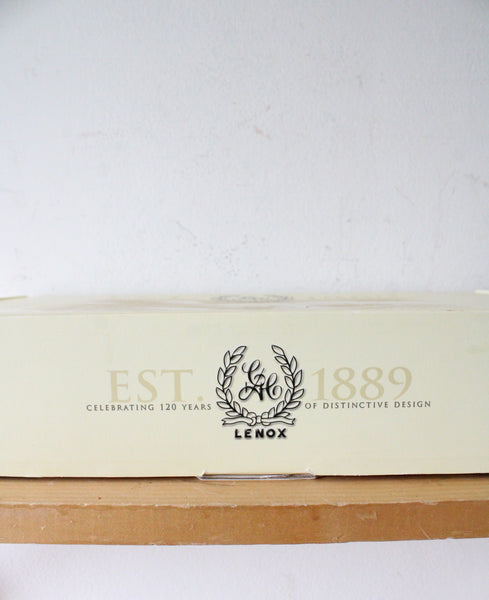 EST. 1889
CELEBRATING 120 YEARS OF DISTINCTIVE DESIGN
LENOX